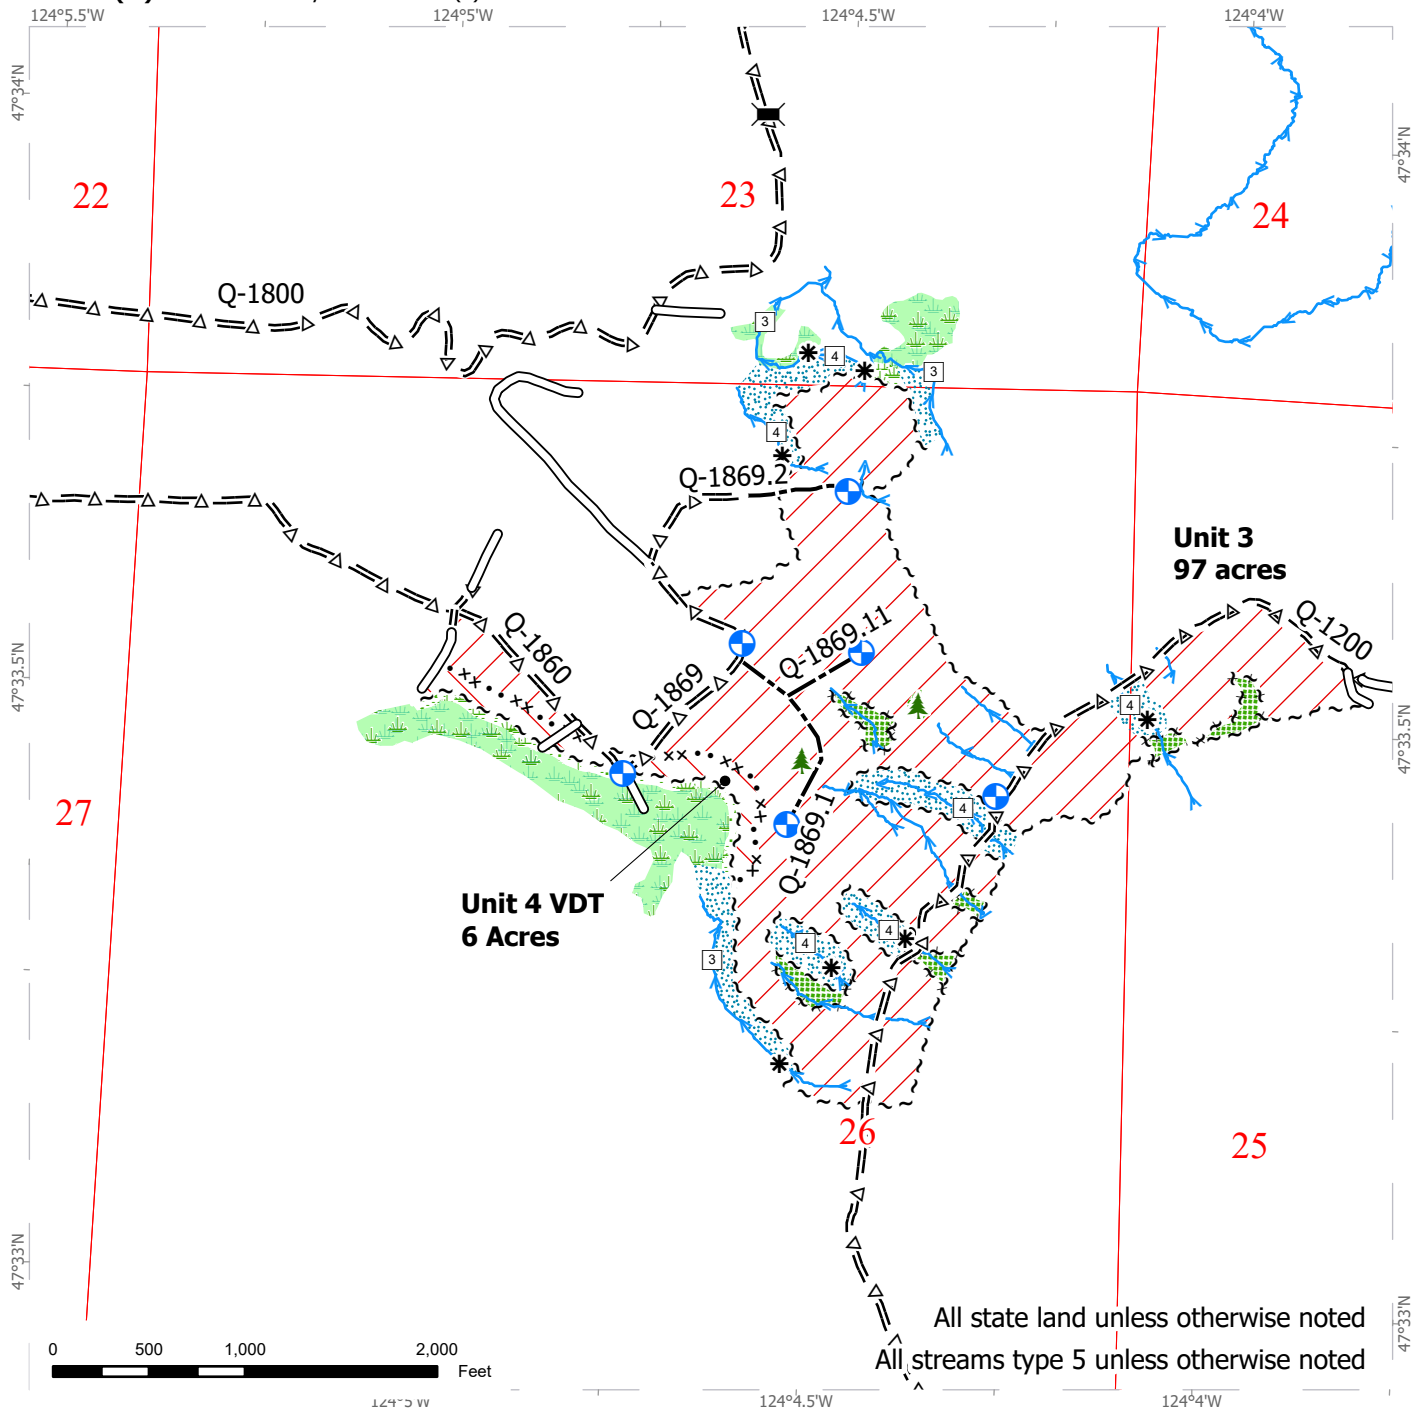 124°5.5'W
124°5'W
124°4.5'W
124°4'W
47°34'N
47°34'N
22
23
24
Q-1800
3
4
3
4
Q-1869.2
Unit 3
97 acres
Q-1200
Q-1860
Q-1869
Q-1869.11
47°33.5'N
47°33.5'N
4
27
4
Q-1869.1
Unit 4 VDT
6 Acres
4
4
3
26
25
47°33'N
47°33'N
All state land unless otherwise noted
All streams type 5 unless otherwise noted
0 500 1,000 2,000
Feet
124°4.5'W
124°4'W